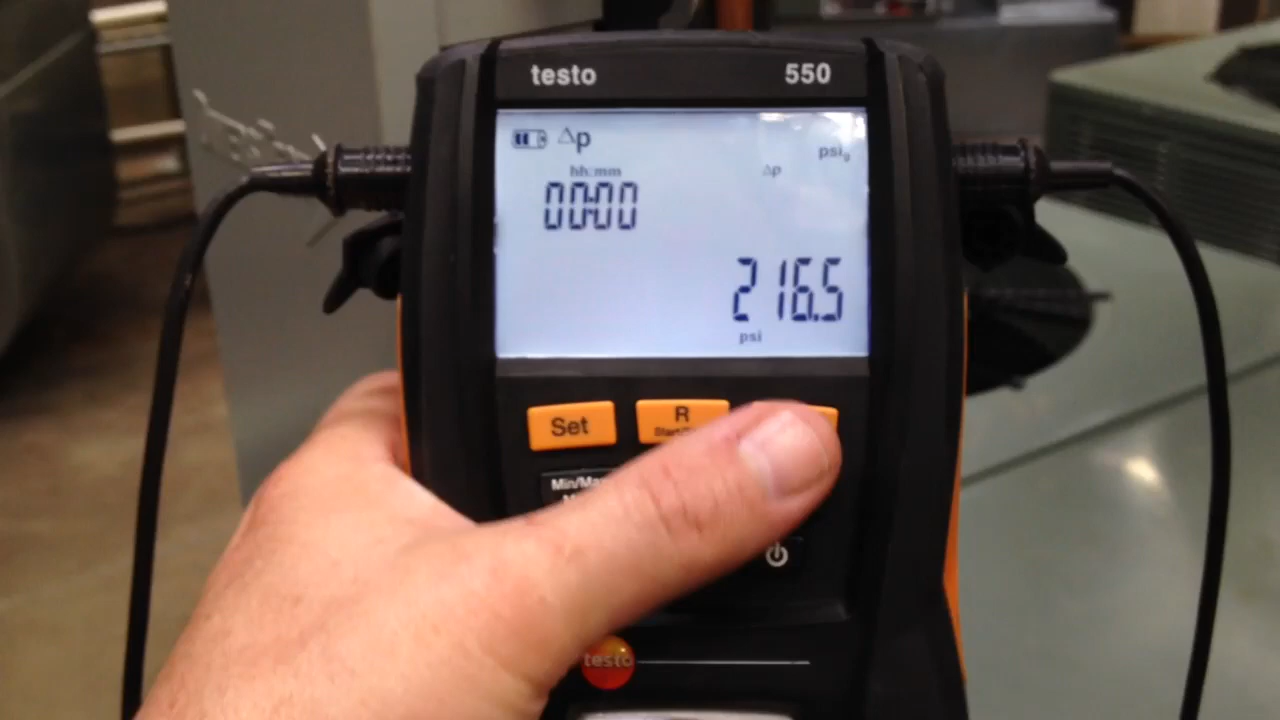 testo 550
Δp psig
hh:mm Δp
00:00
216.5
psi
Set R
testo